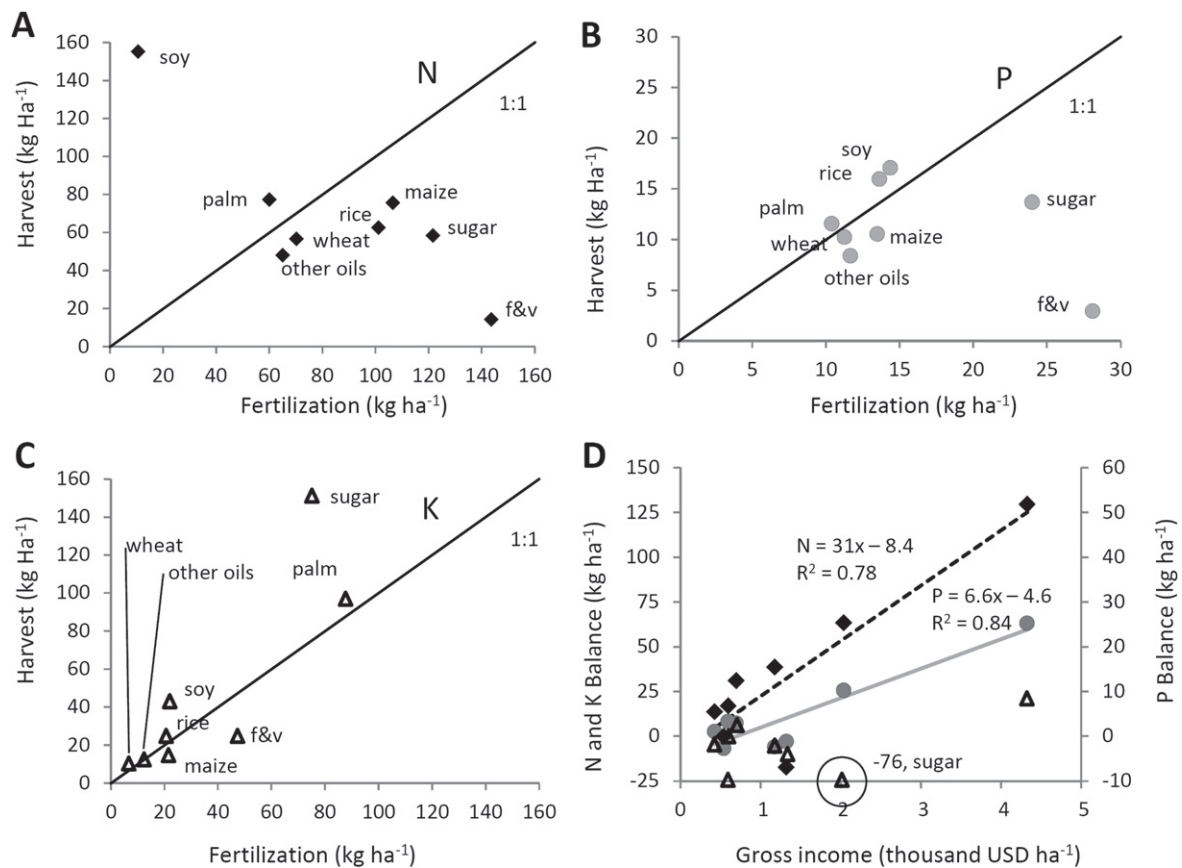 A
N
1:1
soy
palm
maize
rice
wheat
sugar
other oils
f&v
Harvest (kg Ha⁻¹)
160
140
120
100
80
60
40
20
0
0 20 40 60 80 100 120 140 160
Fertilization (kg ha⁻¹)
B
P
1:1
soy
rice
palm
sugar
wheat
maize
other oils
f&v
Harvest (kg Ha⁻¹)
30
25
20
15
10
5
0
0 5 10 15 20 25 30
Fertilization (kg ha⁻¹)
C
K
1:1
sugar
wheat
other oils
palm
soy
rice
f&v
maize
Harvest (kg Ha⁻¹)
160
140
120
100
80
60
40
20
0
0 20 40 60 80 100 120 140 160
Fertilization (kg ha⁻¹)
D
N and K Balance (kg ha⁻¹)
150
125
100
75
50
25
0
-25
N = 31x – 8.4
R² = 0.78
P = 6.6x – 4.6
R² = 0.84
-76, sugar
60
50
40
30
20
10
0
-10
P Balance (kg ha⁻¹)
0 1 2 3 4 5
Gross income (thousand USD ha⁻¹)